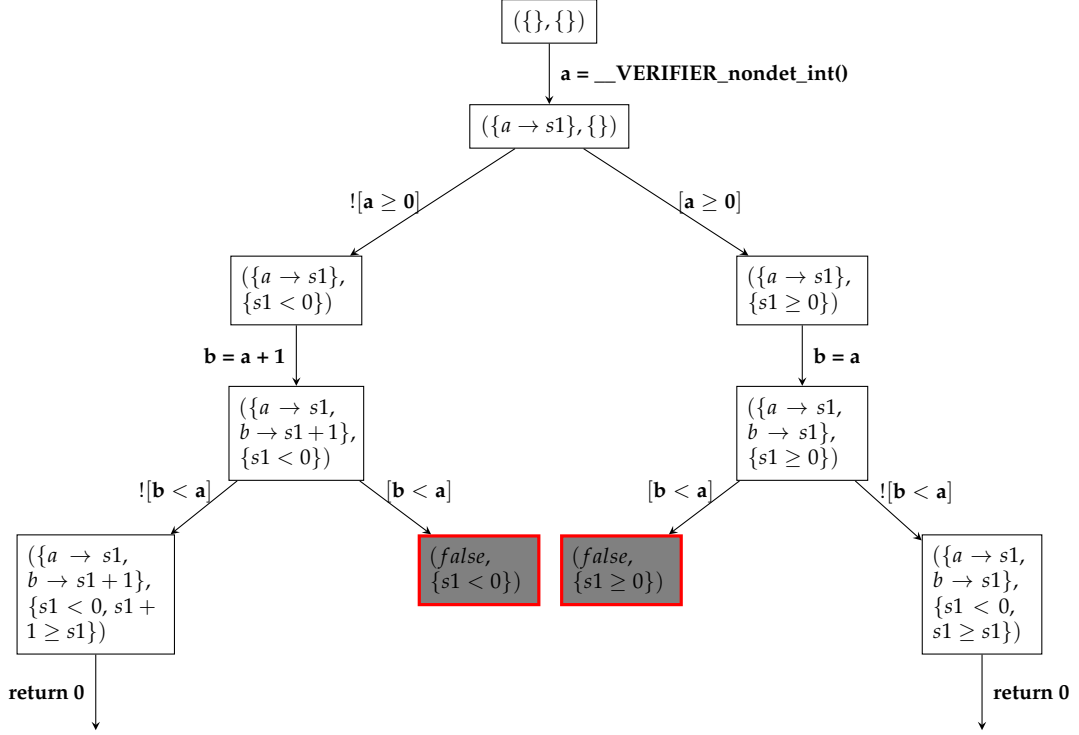 ({}, {})
a = __VERIFIER_nondet_int()
({a → s1}, {})
![a ≥ 0]
[a ≥ 0]
({a → s1},
{s1 < 0})
({a → s1},
{s1 ≥ 0})
b = a + 1
b = a
({a → s1,
b → s1 + 1},
{s1 < 0})
({a → s1,
b → s1},
{s1 ≥ 0})
![b < a]
[b < a]
[b < a]
![b < a]
({a → s1,
b → s1 + 1},
{s1 < 0, s1 +
1 ≥ s1})
(false,
{s1 < 0})
(false,
{s1 ≥ 0})
({a → s1,
b → s1},
{s1 < 0,
s1 ≥ s1})
return 0
return 0